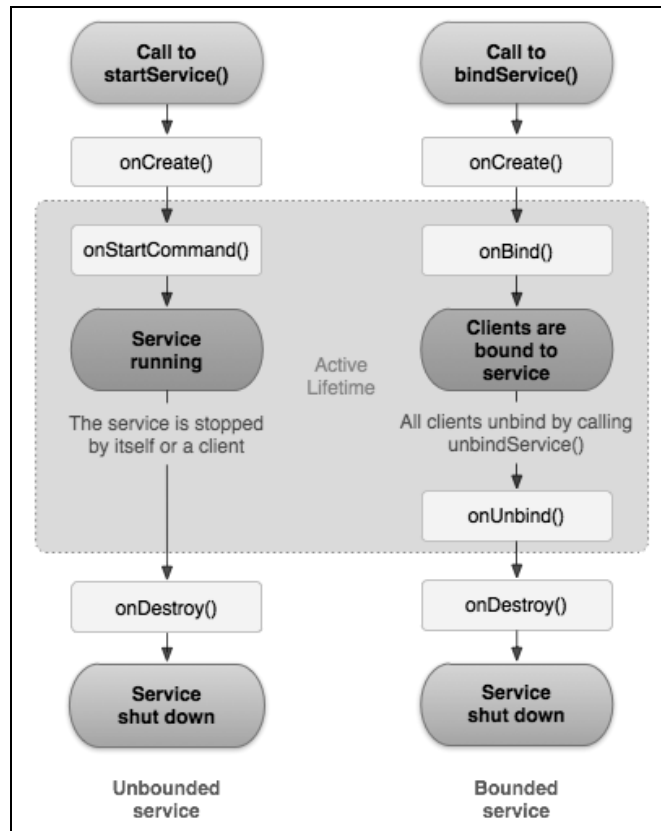 Call to
startService()
onCreate()
onStartCommand()
Service
running
The service is stopped
by itself or a client
onDestroy()
Service
shut down
Unbounded
service
Active
Lifetime
Call to
bindService()
onCreate()
onBind()
Clients are
bound to
service
All clients unbind by calling
unbindService()
onUnbind()
onDestroy()
Service
shut down
Bounded
service